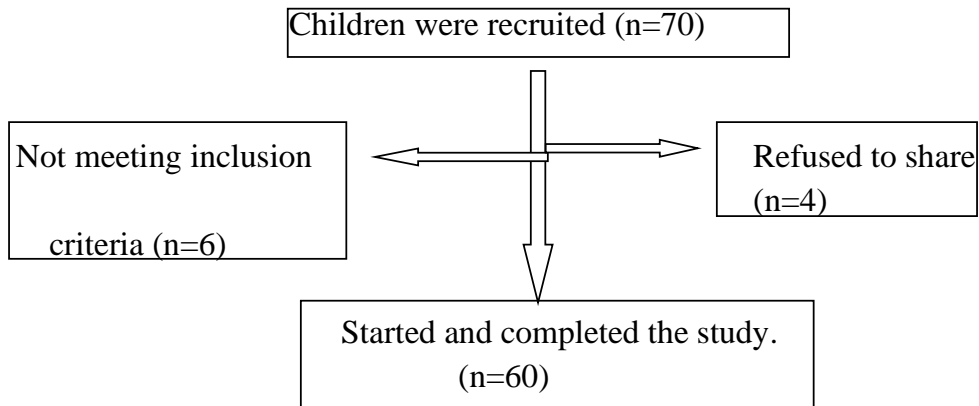 Children were recruited (n=70)
Not meeting inclusion
criteria (n=6)
Refused to share
(n=4)
Started and completed the study.
(n=60)